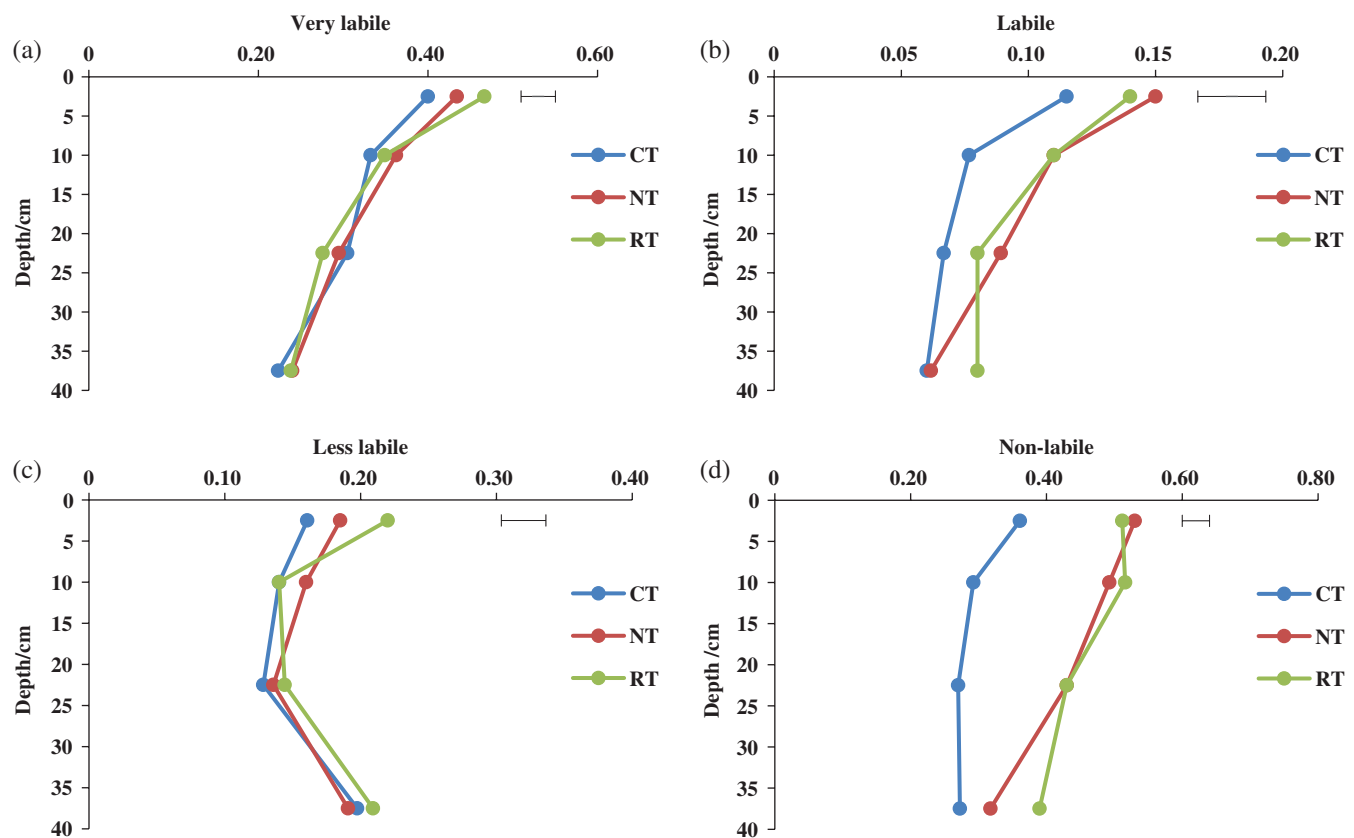 Very labile
(a)
0 0.20 0.40 0.60
0
5
10
15
20
25
30
35
40
Depth/cm
CT
NT
RT
Labile
(b)
0 0.05 0.10 0.15 0.20
0
5
10
15
20
25
30
35
40
Depth /cm
CT
NT
RT
Less labile
(c)
0 0.10 0.20 0.30 0.40
0
5
10
15
20
25
30
35
40
Depth/cm
CT
NT
RT
Non-labile
(d)
0 0.20 0.40 0.60 0.80
0
5
10
15
20
25
30
35
40
Depth /cm
CT
NT
RT